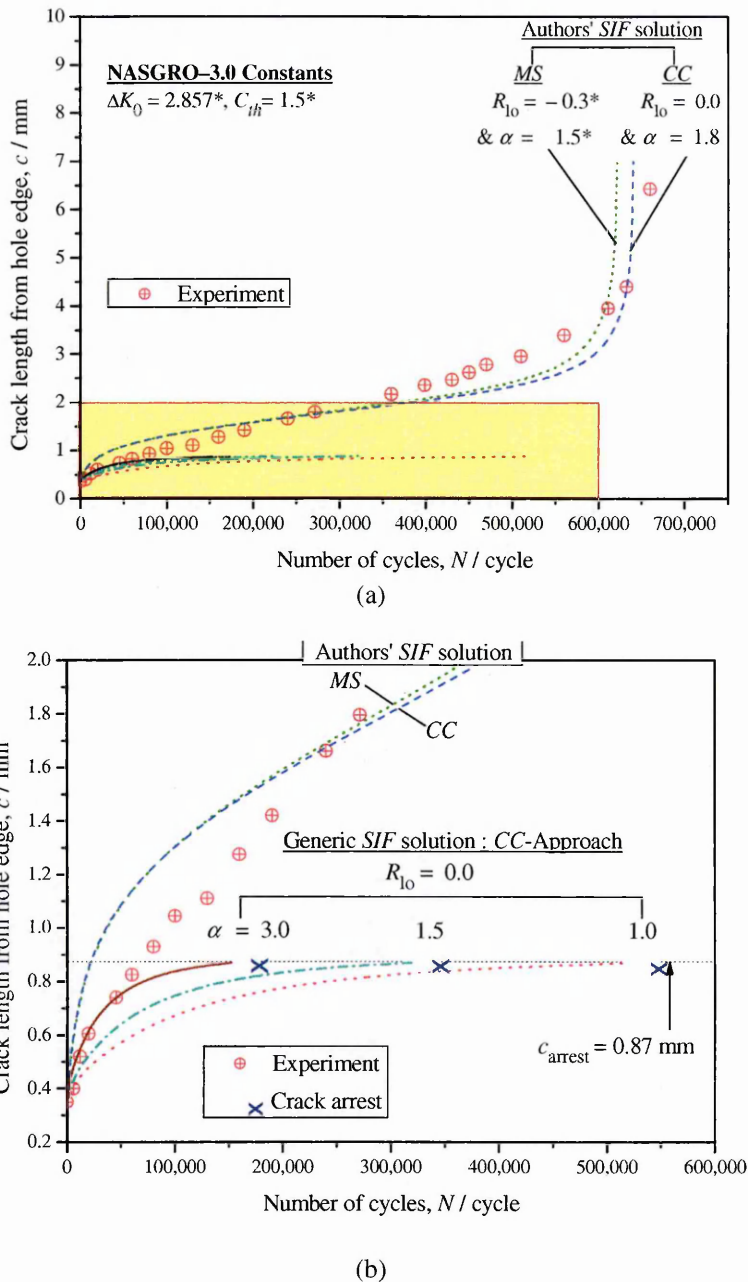 Authors' SIF solution
NASGRO–3.0 Constants
ΔK0 = 2.857*, Cth = 1.5*
MS CC
Rlo = – 0.3* Rlo = 0.0
& α = 1.5* & α = 1.8
Experiment
Crack length from hole edge, c / mm
10
9
8
7
6
5
4
3
2
1
0
0 100,000 200,000 300,000 400,000 500,000 600,000 700,000
Number of cycles, N / cycle
(a)
Authors' SIF solution
MS
CC
Generic SIF solution : CC-Approach
Rlo = 0.0
α = 3.0 1.5 1.0
carrest = 0.87 mm
Experiment
Crack arrest
Crack length from hole edge, c / mm
2.0
1.8
1.6
1.4
1.2
1.0
0.8
0.6
0.4
0.2
0 100,000 200,000 300,000 400,000 500,000 600,000
Number of cycles, N / cycle
(b)